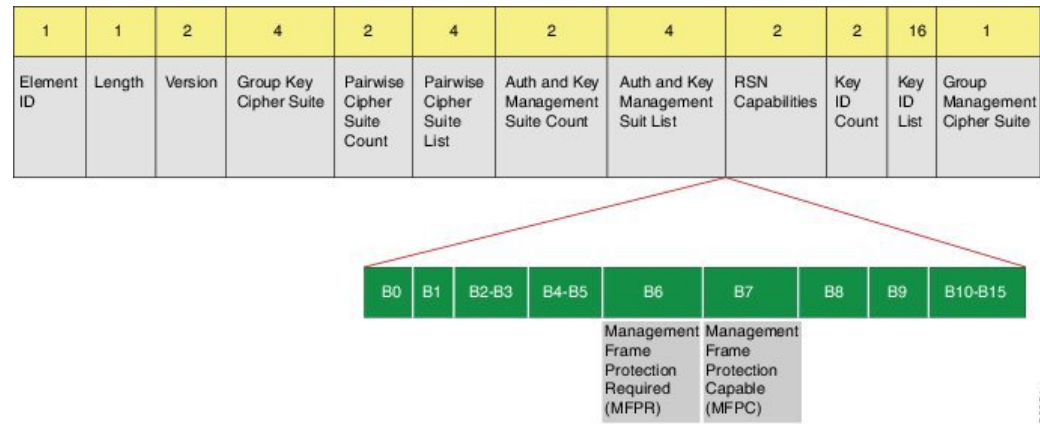 1 1 2 4 2 4 2 4 2 2 16 1
Element ID
Length
Version
Group Key Cipher Suite
Pairwise Cipher Suite Count
Pairwise Cipher Suite List
Auth and Key Management Suite Count
Auth and Key Management Suit List
RSN Capabilities
Key ID Count
Key ID List
Group Management Cipher Suite
B0 B1 B2-B3 B4-B5 B6 B7 B8 B9 B10-B15
Management Frame Protection Required (MFPR)
Management Frame Protection Capable (MFPC)